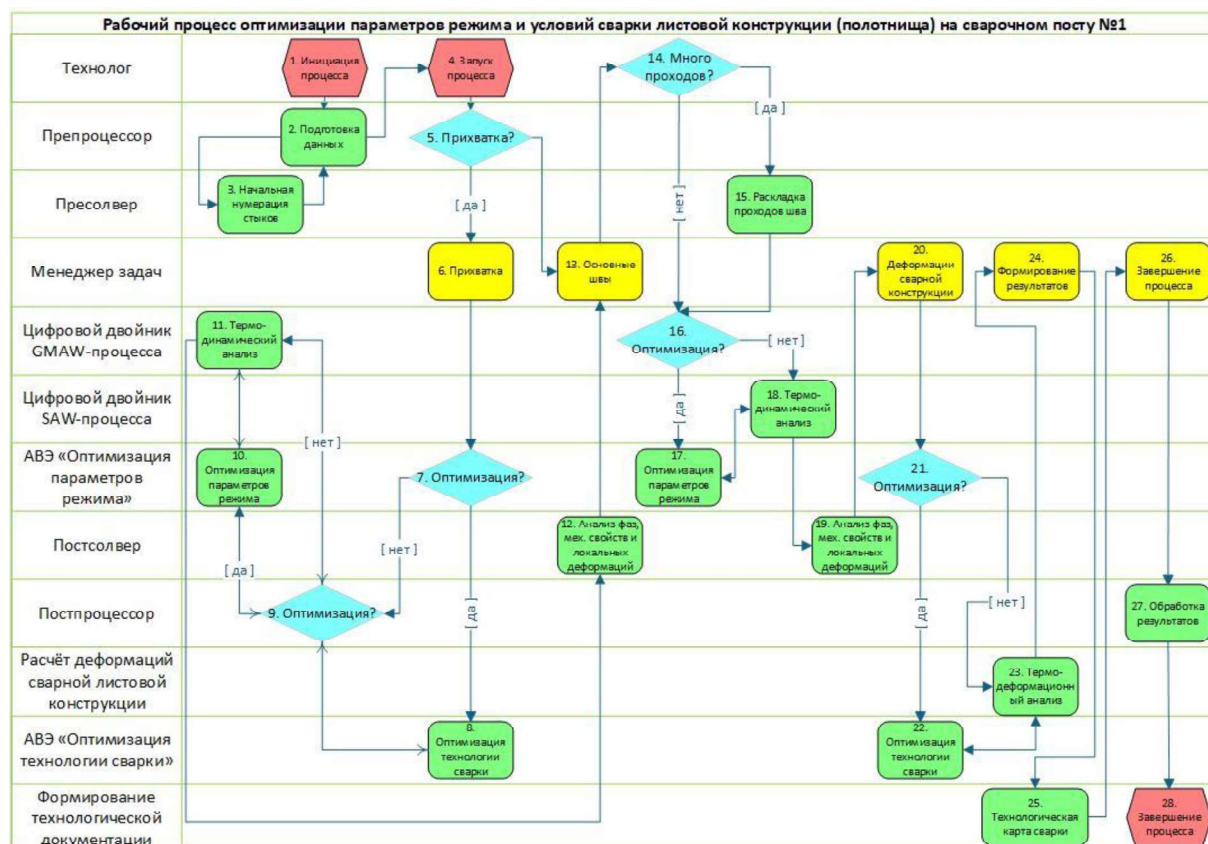 Рабочий процесс оптимизации параметров режима и условий сварки листовой конструкции (полотнища) на сварочном посту №1
Технолог
1. Инициация
процесса
4. Запуск
процесса
14. Много
проходов?
[ да ]
Препроцессор
2. Подготовка
данных
5. Прихватка?
Пресолвер
3. Начальная
нумерация
стыков
[ да ]
[ нет ]
15. Раскладка
проходов шва
Менеджер задач
6. Прихватка
13. Основные
швы
20.
Деформации
сварной
конструкции
24.
Формирование
результатов
26.
Завершение
процесса
Цифровой двойник
GMAW-процесса
11. Термо-
динамический
анализ
16.
Оптимизация?
[ нет ]
Цифровой двойник
SAW-процесса
[ нет ]
[ да ]
18. Термо-
динамический
анализ
АВЭ «Оптимизация
параметров
режима»
10.
Оптимизация
параметров
режима
7. Оптимизация?
17.
Оптимизация
параметров
режима
21.
Оптимизация?
Постсолвер
[ да ]
[ нет ]
12. Анализ фаз,
мех. свойств и
локальных
деформаций
19. Анализ фаз,
мех. свойств и
локальных
деформаций
Постпроцессор
9. Оптимизация?
[ да ]
[ да ]
[ нет ]
27. Обработка
результатов
Расчёт деформаций
сварной листовой
конструкции
23. Термо-
деформационн
ый анализ
АВЭ «Оптимизация
технологии сварки»
8.
Оптимизация
технологии
сварки
22.
Оптимизация
технологии
сварки
Формирование
технологической
документации
25.
Технологическая
карта сварки
28.
Завершение
процесса